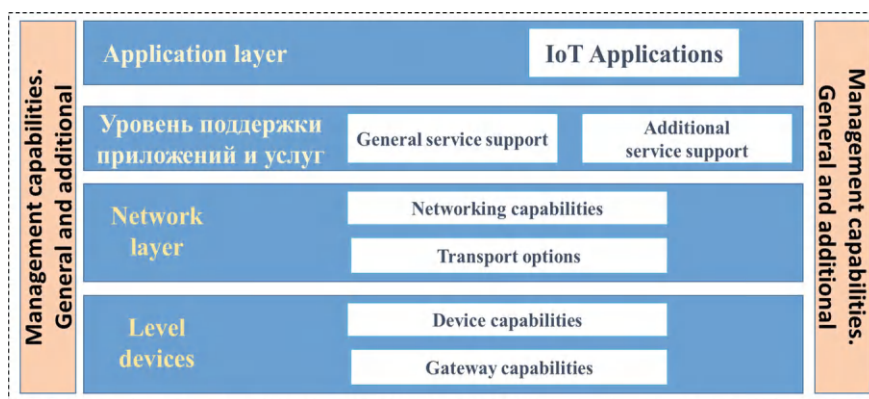 Management capabilities.
General and additional
Application layer
IoT Applications
Уровень поддержки
приложений и услуг
General service support
Additional
service support
Network
layer
Networking capabilities
Transport options
Level
devices
Device capabilities
Gateway capabilities
Management capabilities.
General and additional